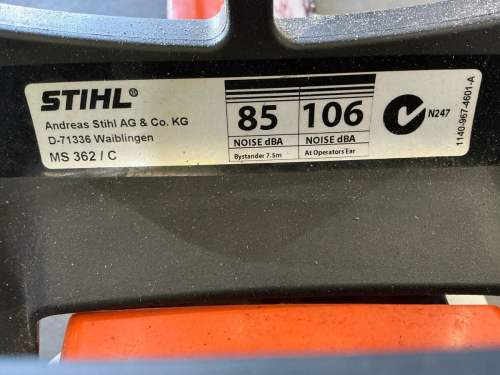 STIHL®
Andreas Stihl AG & Co. KG
D-71336 Waiblingen
MS 362 / C
85
NOISE dBA
Bystander 7.5m
106
NOISE dBA
At Operators Ear
N247
1140-967-4601-A